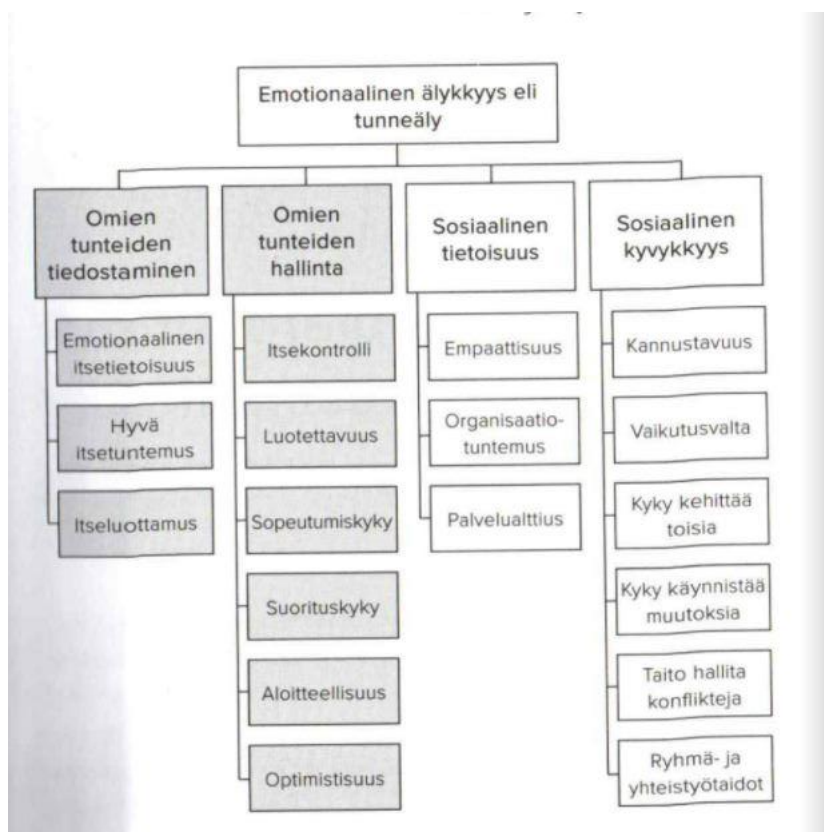 Emotionaalinen älykkyys eli
tunneäly
Omien
tunteiden
tiedostaminen
Emotionaalinen
itsetietoisuus
Hyvä
itsetuntemus
Itseluottamus
Omien
tunteiden
hallinta
Itsekontrolli
Luotettavuus
Sopeutumiskyky
Suorituskyky
Aloitteellisuus
Optimistisuus
Sosiaalinen
tietoisuus
Empaattisuus
Organisaatio-
tuntemus
Palvelualttius
Sosiaalinen
kyvykkyys
Kannustavuus
Vaikutusvalta
Kyky kehittää
toisia
Kyky käynnistää
muutoksia
Taito hallita
konflikteja
Ryhmä- ja
yhteistyötaidot